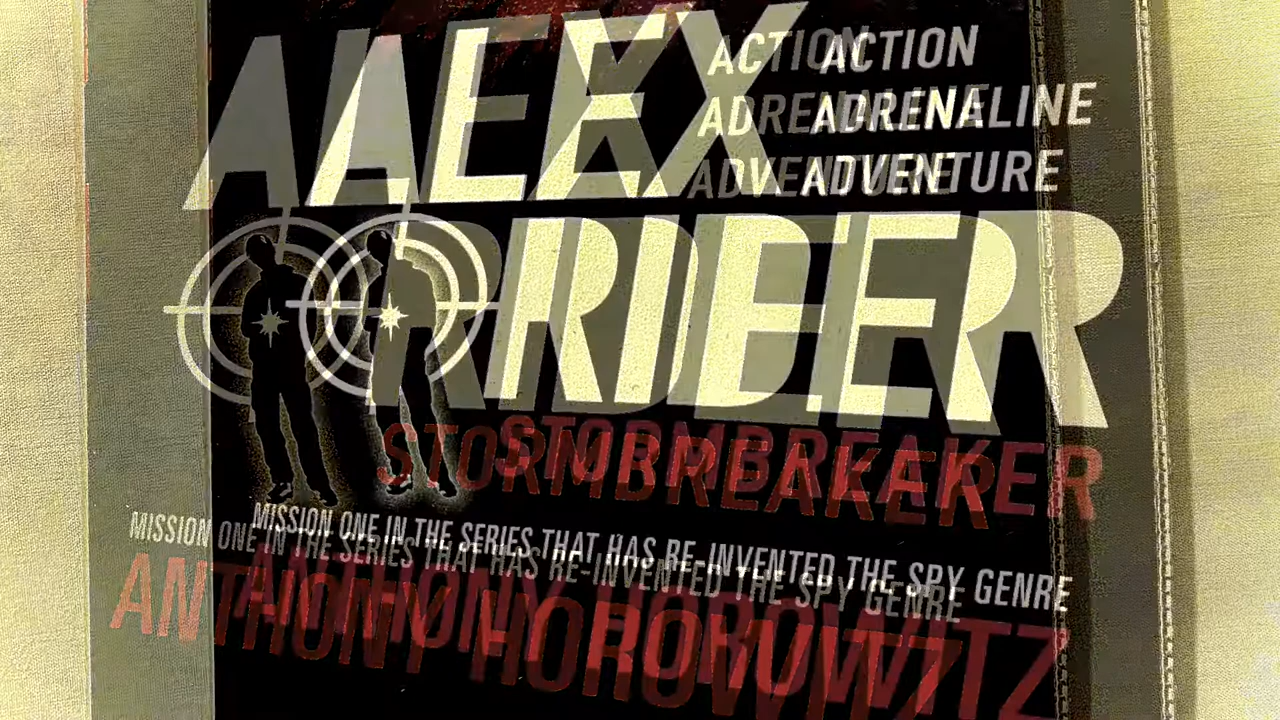 ALEX
ACTION
ADRENALINE
ADVENTURE
RIDER
STORMBREAKER
MISSION ONE IN THE SERIES THAT HAS RE-INVENTED THE SPY GENRE
ANTHONY HOROWITZ